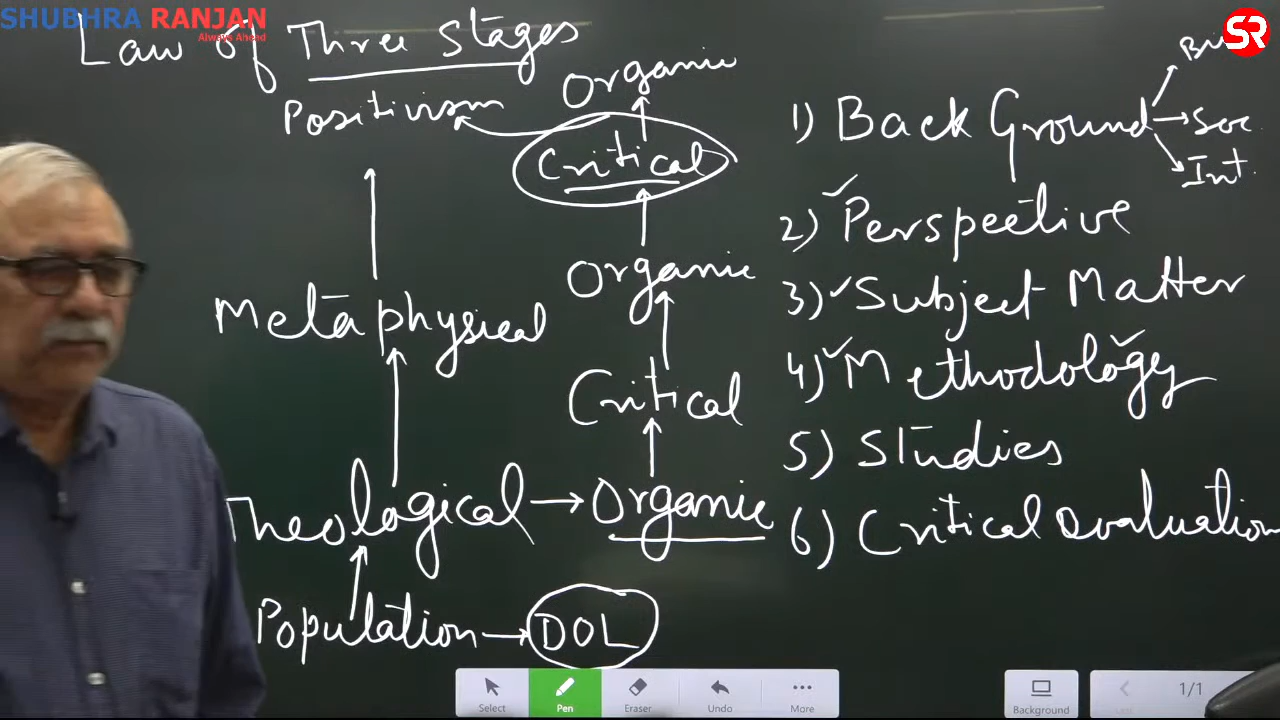 SHUBHRA RANJAN
Always Ahead
SR
Law of Three Stages
Positivism
Organic
Critical
Metaphysical
Organic
Critical
Theological
Organic
Population
DOL
1) Back Ground
Soc
Int
2) Perspective
3) Subject Matter
4) Methodology
5) Studies
6) Critical Evaluation
Select
Pen
Eraser
Undo
More
Background
1/1